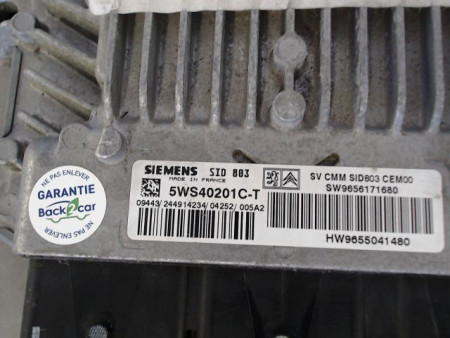 SIEMENS SID 803
MADE IN FRANCE
5WS40201C-T
09443/244914234/04252/005A2
SV CMM SID803 CEM00
SW9656171680
HW9655041480
NE PAS ENLEVER
GARANTIE
Back2car
NE PAS ENLEVER